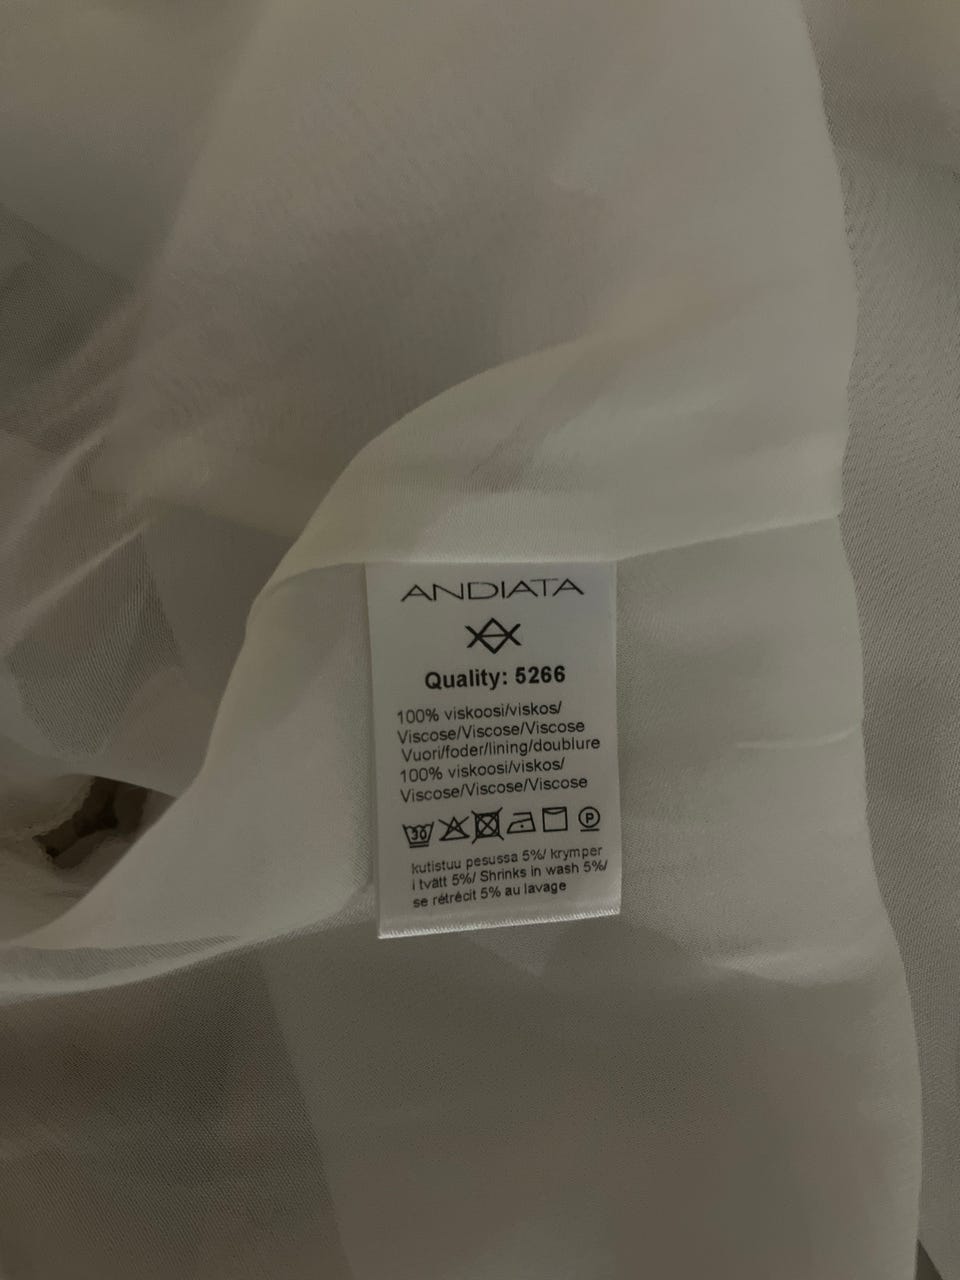 ANDIATA
Quality: 5266
100% viskoosi/viskos/
Viscose/Viscose/Viscose
Vuori/foder/lining/doublure
100% viskoosi/viskos/
Viscose/Viscose/Viscose
30 P
kutistuu pesussa 5%/ krymper
i tvätt 5%/ Shrinks in wash 5%/
se rétrécit 5% au lavage